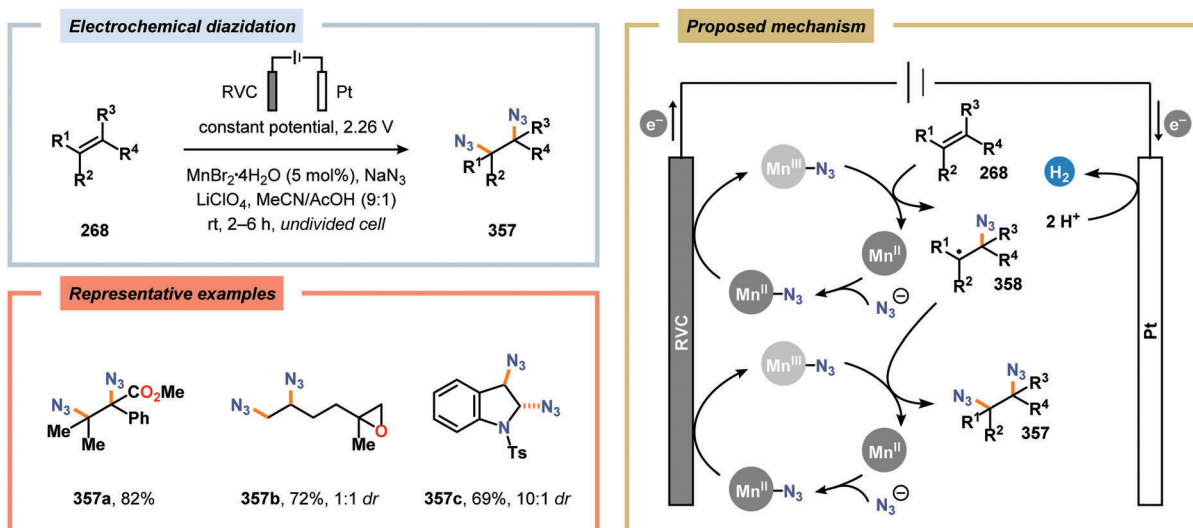 Electrochemical diazidation
RVC
Pt
constant potential, 2.26 V
R¹
R²
R³
R⁴
268
MnBr₂·4H₂O (5 mol%), NaN₃
LiClO₄, MeCN/AcOH (9:1)
rt, 2–6 h, undivided cell
N₃
N₃
R³
R⁴
R¹
R²
357
Representative examples
N₃
N₃
CO₂Me
Ph
Me
Me
357a, 82%
N₃
N₃
O
Me
357b, 72%, 1:1 dr
N₃
N₃
N
Ts
357c, 69%, 10:1 dr
Proposed mechanism
e⁻
e⁻
RVC
Pt
Mnᴵᴵᴵ–N₃
R¹
R²
R³
R⁴
268
H₂
2 H⁺
Mnᴵᴵ
N₃
R³
R⁴
R¹
R²
358
Mnᴵᴵ–N₃
N₃⊖
Mnᴵᴵᴵ–N₃
N₃
N₃
R³
R⁴
R¹
R²
357
Mnᴵᴵ
Mnᴵᴵ–N₃
N₃⊖